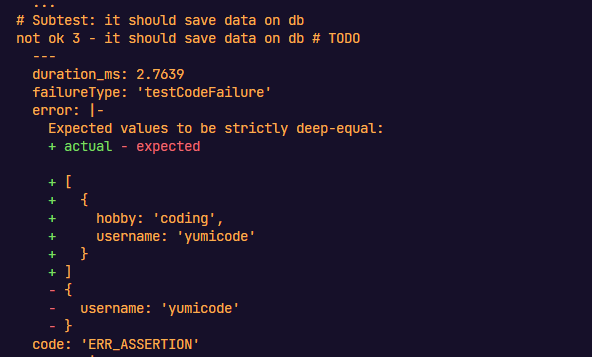 ...
# Subtest: it should save data on db
not ok 3 - it should save data on db # TODO
---
duration_ms: 2.7639
failureType: 'testCodeFailure'
error: |-
Expected values to be strictly deep-equal:
+ actual - expected
+ [
+   {
+     hobby: 'coding',
+     username: 'yumicode'
+   }
+ ]
- {
-   username: 'yumicode'
- }
code: 'ERR_ASSERTION'